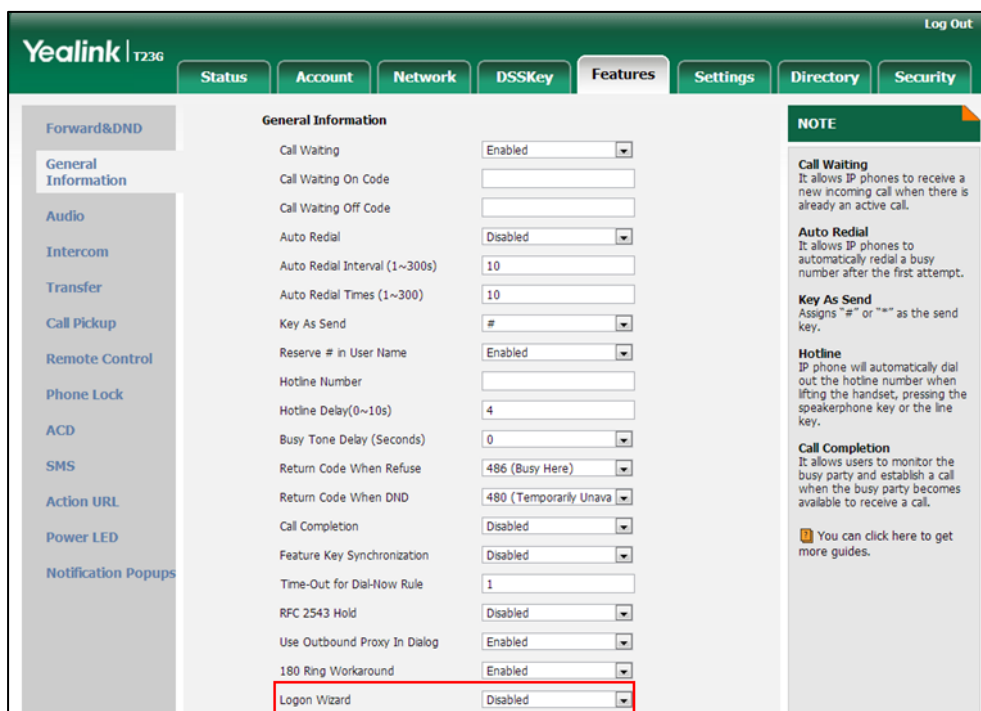 Log Out
Yealink | T23G
Status Account Network DSSKey Features Settings Directory Security
Forward&DND
General
Information
Audio
Intercom
Transfer
Call Pickup
Remote Control
Phone Lock
ACD
SMS
Action URL
Power LED
Notification Popups
General Information
Call Waiting Enabled
Call Waiting On Code
Call Waiting Off Code
Auto Redial Disabled
Auto Redial Interval (1~300s) 10
Auto Redial Times (1~300) 10
Key As Send #
Reserve # in User Name Enabled
Hotline Number
Hotline Delay(0~10s) 4
Busy Tone Delay (Seconds) 0
Return Code When Refuse 486 (Busy Here)
Return Code When DND 480 (Temporarily Unava
Call Completion Disabled
Feature Key Synchronization Disabled
Time-Out for Dial-Now Rule 1
RFC 2543 Hold Disabled
Use Outbound Proxy In Dialog Enabled
180 Ring Workaround Enabled
Logon Wizard Disabled
NOTE
Call Waiting
It allows IP phones to receive a
new incoming call when there is
already an active call.
Auto Redial
It allows IP phones to
automatically redial a busy
number after the first attempt.
Key As Send
Assigns "#" or "*" as the send
key.
Hotline
IP phone will automatically dial
out the hotline number when
lifting the handset, pressing the
speakerphone key or the line
key.
Call Completion
It allows users to monitor the
busy party and establish a call
when the busy party becomes
available to receive a call.
You can click here to get
more guides.